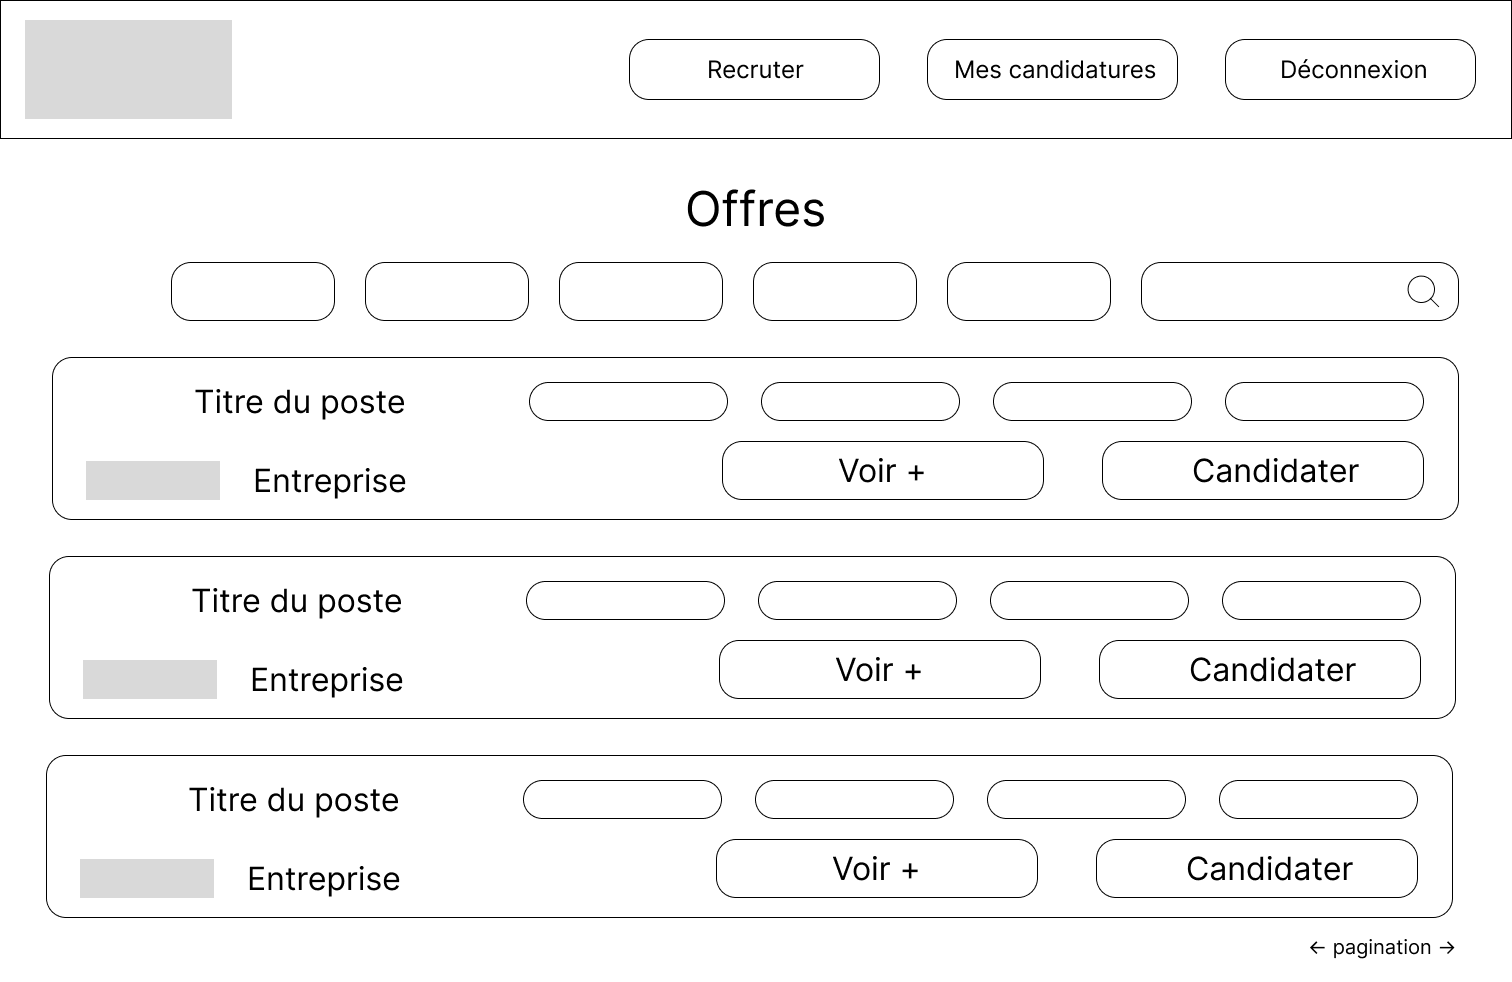 Recruter
Mes candidatures
Déconnexion
Offres
Titre du poste
Entreprise
Voir +
Candidater
Titre du poste
Entreprise
Voir +
Candidater
Titre du poste
Entreprise
Voir +
Candidater
← pagination →